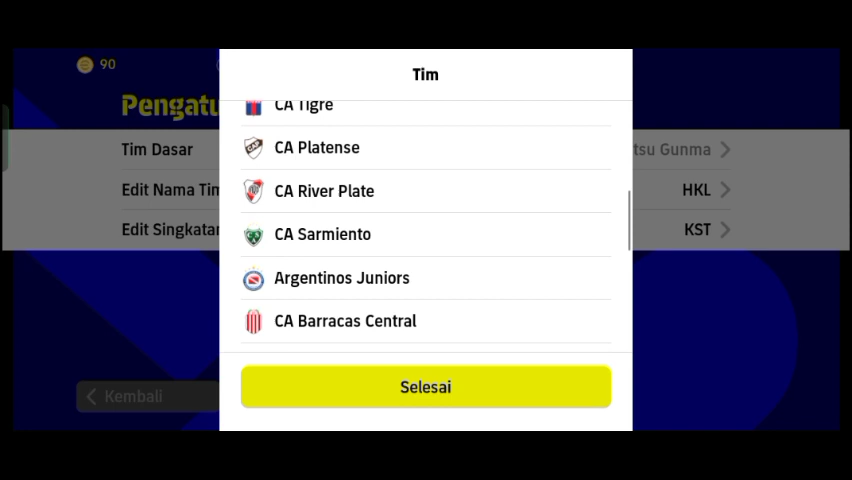 90
Tim
Pengatu
CA Tigre
Tim Dasar
CA Platense
tsu Gunma
Edit Nama Tim
CA River Plate
HKL
Edit Singkatan
CA Sarmiento
KST
Argentinos Juniors
CA Barracas Central
Selesai
Kembali